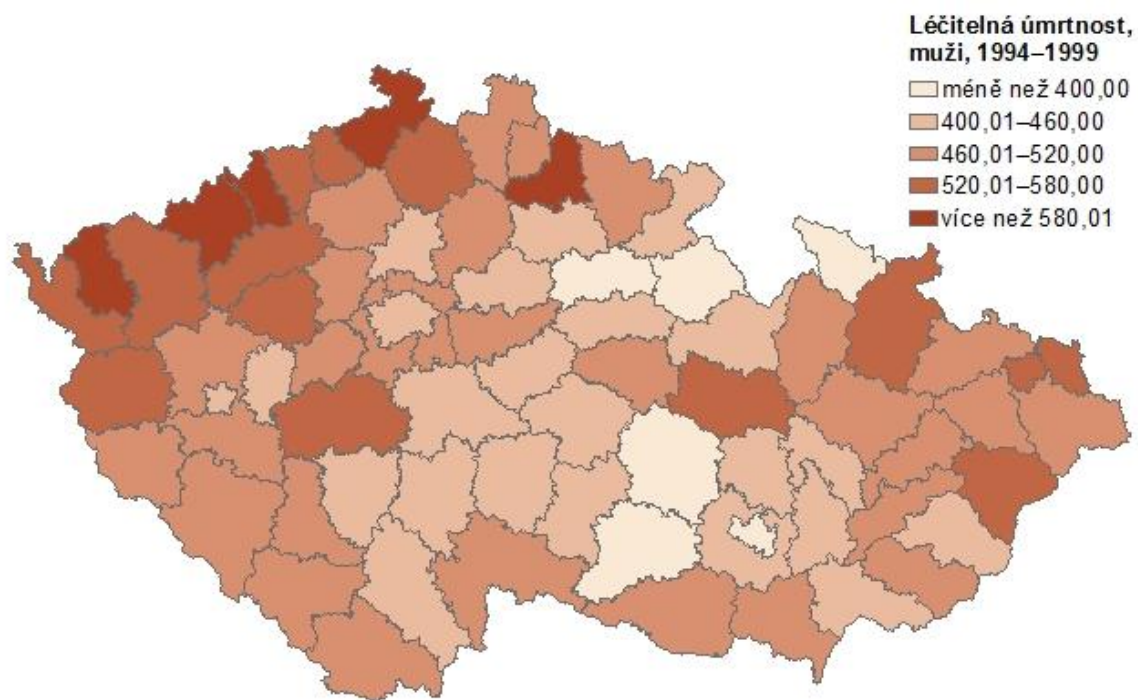 Léčitelná úmrtnost,
muži, 1994–1999
méně než 400,00
400,01–460,00
460,01–520,00
520,01–580,00
více než 580,01